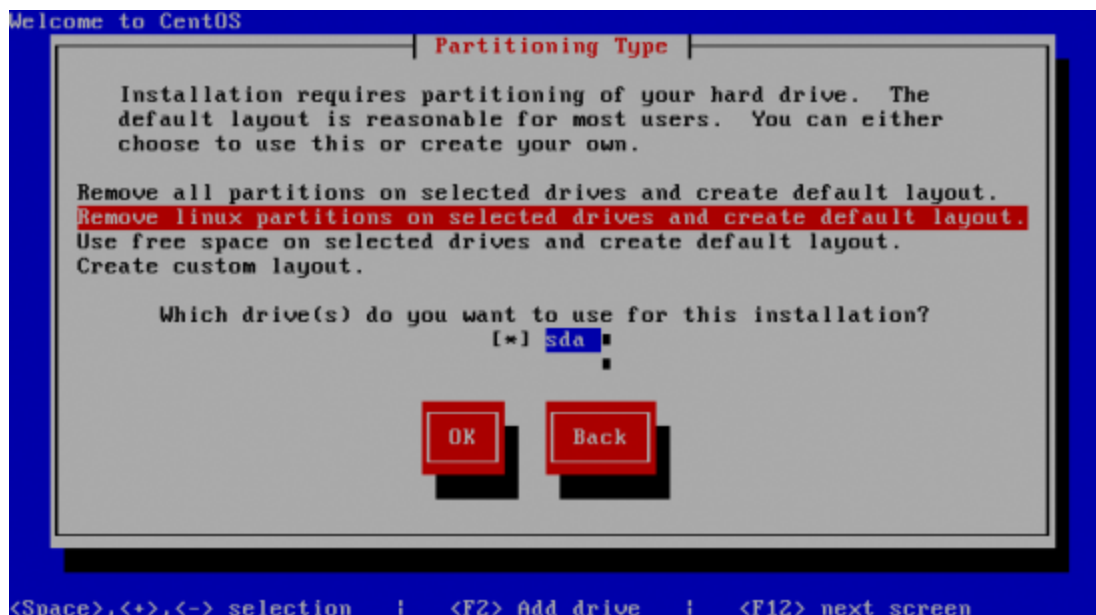 Welcome to CentOS
Partitioning Type
Installation requires partitioning of your hard drive. The
default layout is reasonable for most users. You can either
choose to use this or create your own.
Remove all partitions on selected drives and create default layout.
Remove linux partitions on selected drives and create default layout.
Use free space on selected drives and create default layout.
Create custom layout.
Which drive(s) do you want to use for this installation?
[*] sda
OK Back
<Space>,<+>,<-> selection | <F2> Add drive | <F12> next screen